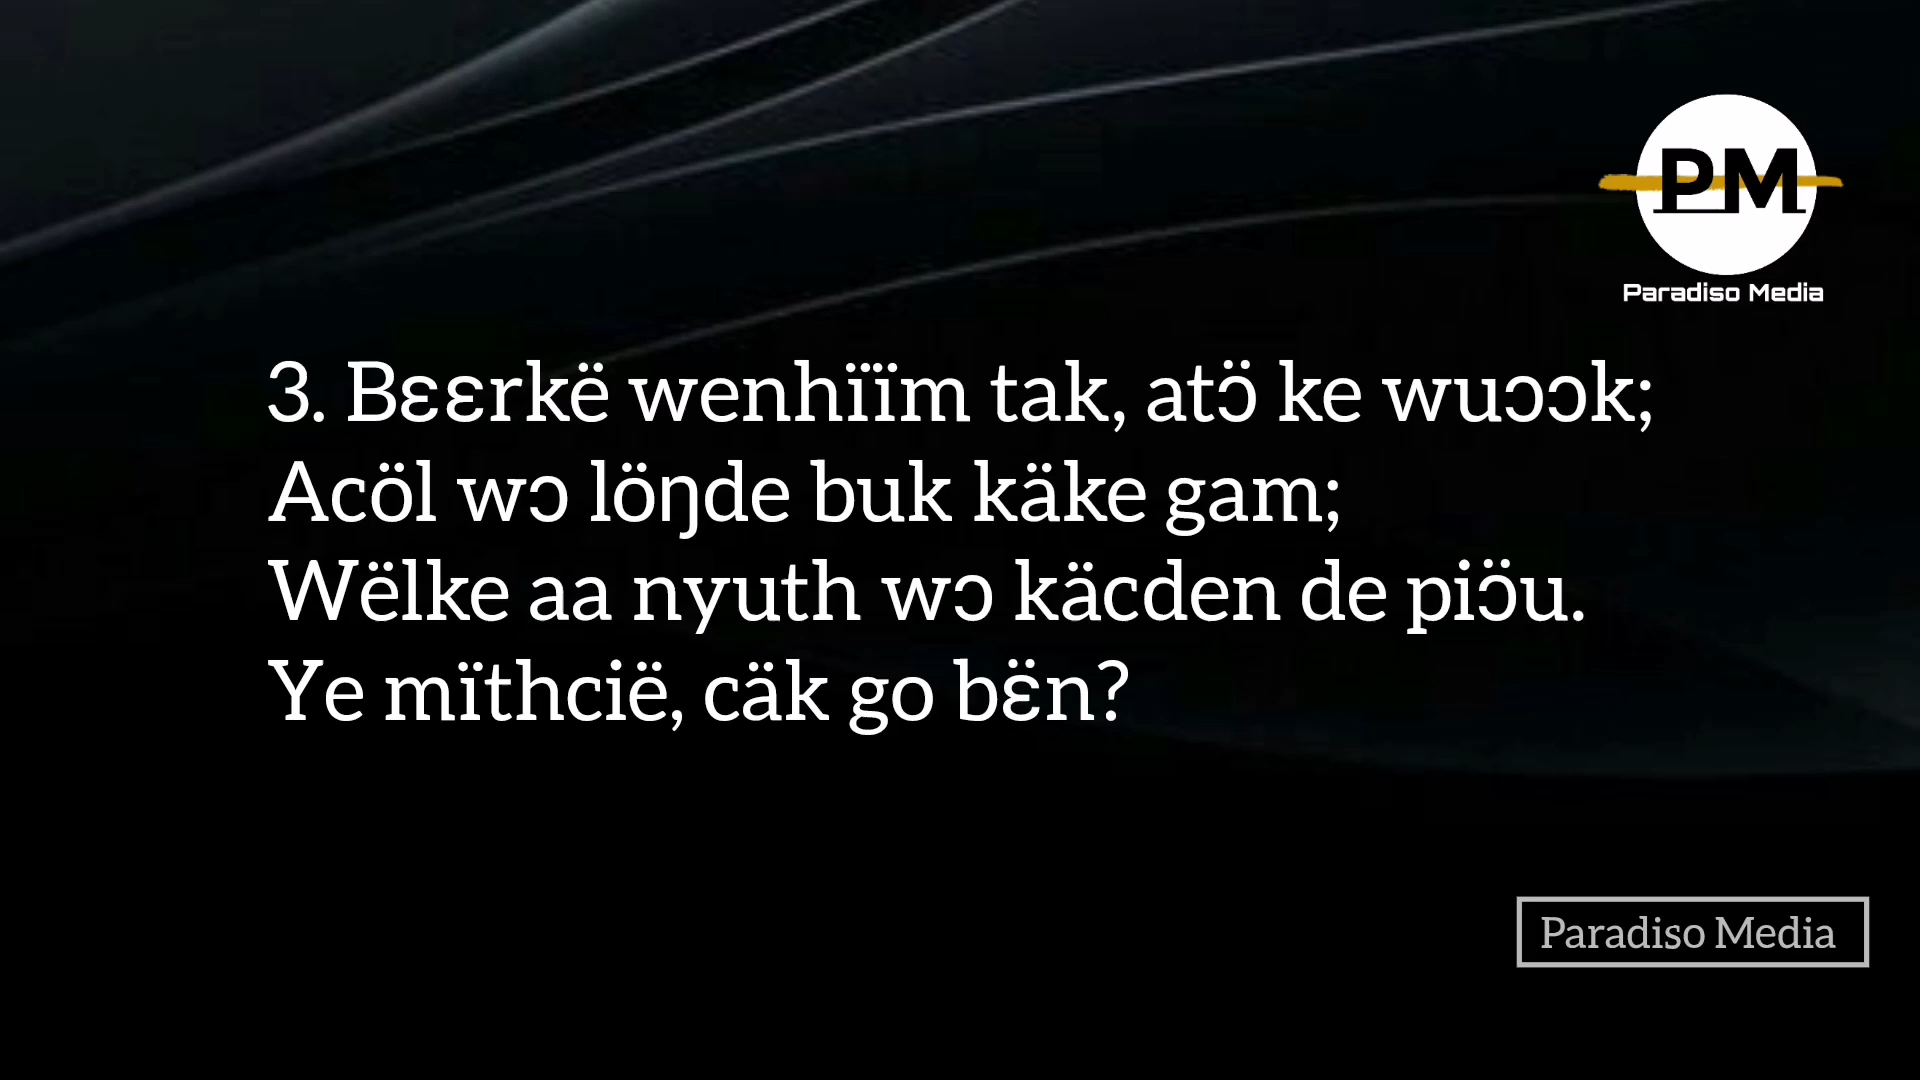 PM
Paradiso Media
3. Bɛɛrkë wenhïïm tak, atɔ̈ ke wuɔɔk;
Acöl wɔ löŋde buk käke gam;
Wëlke aa nyuth wɔ käcden de piɔ̈u.
Ye mïthcië, cäk go bɛ̈n?
Paradiso Media